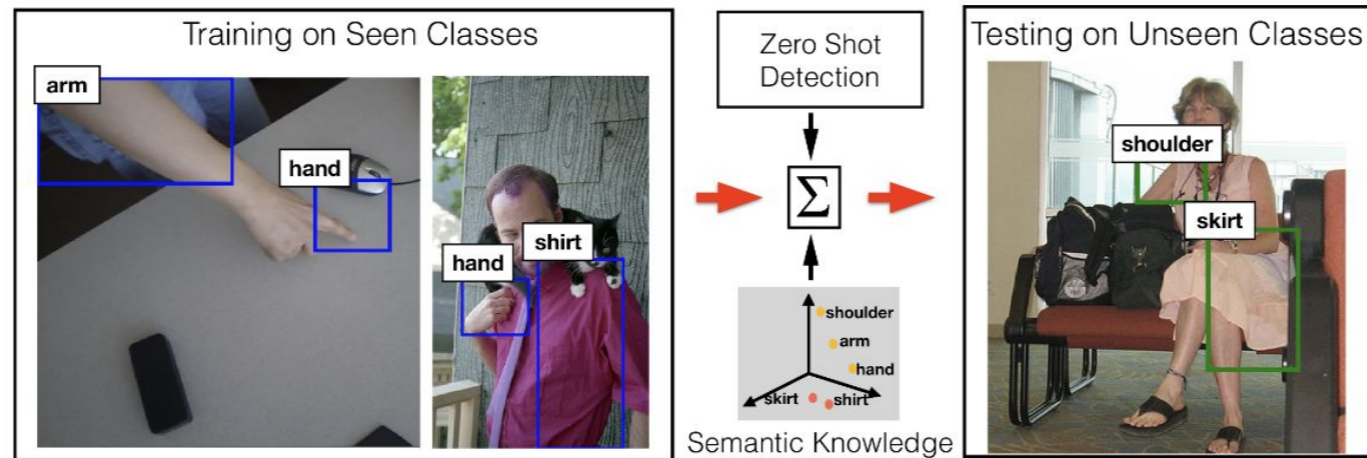 Training on Seen Classes
arm
hand
hand
shirt
Zero Shot
Detection
Σ
shoulder
arm
hand
skirt
shirt
Semantic Knowledge
Testing on Unseen Classes
shoulder
skirt